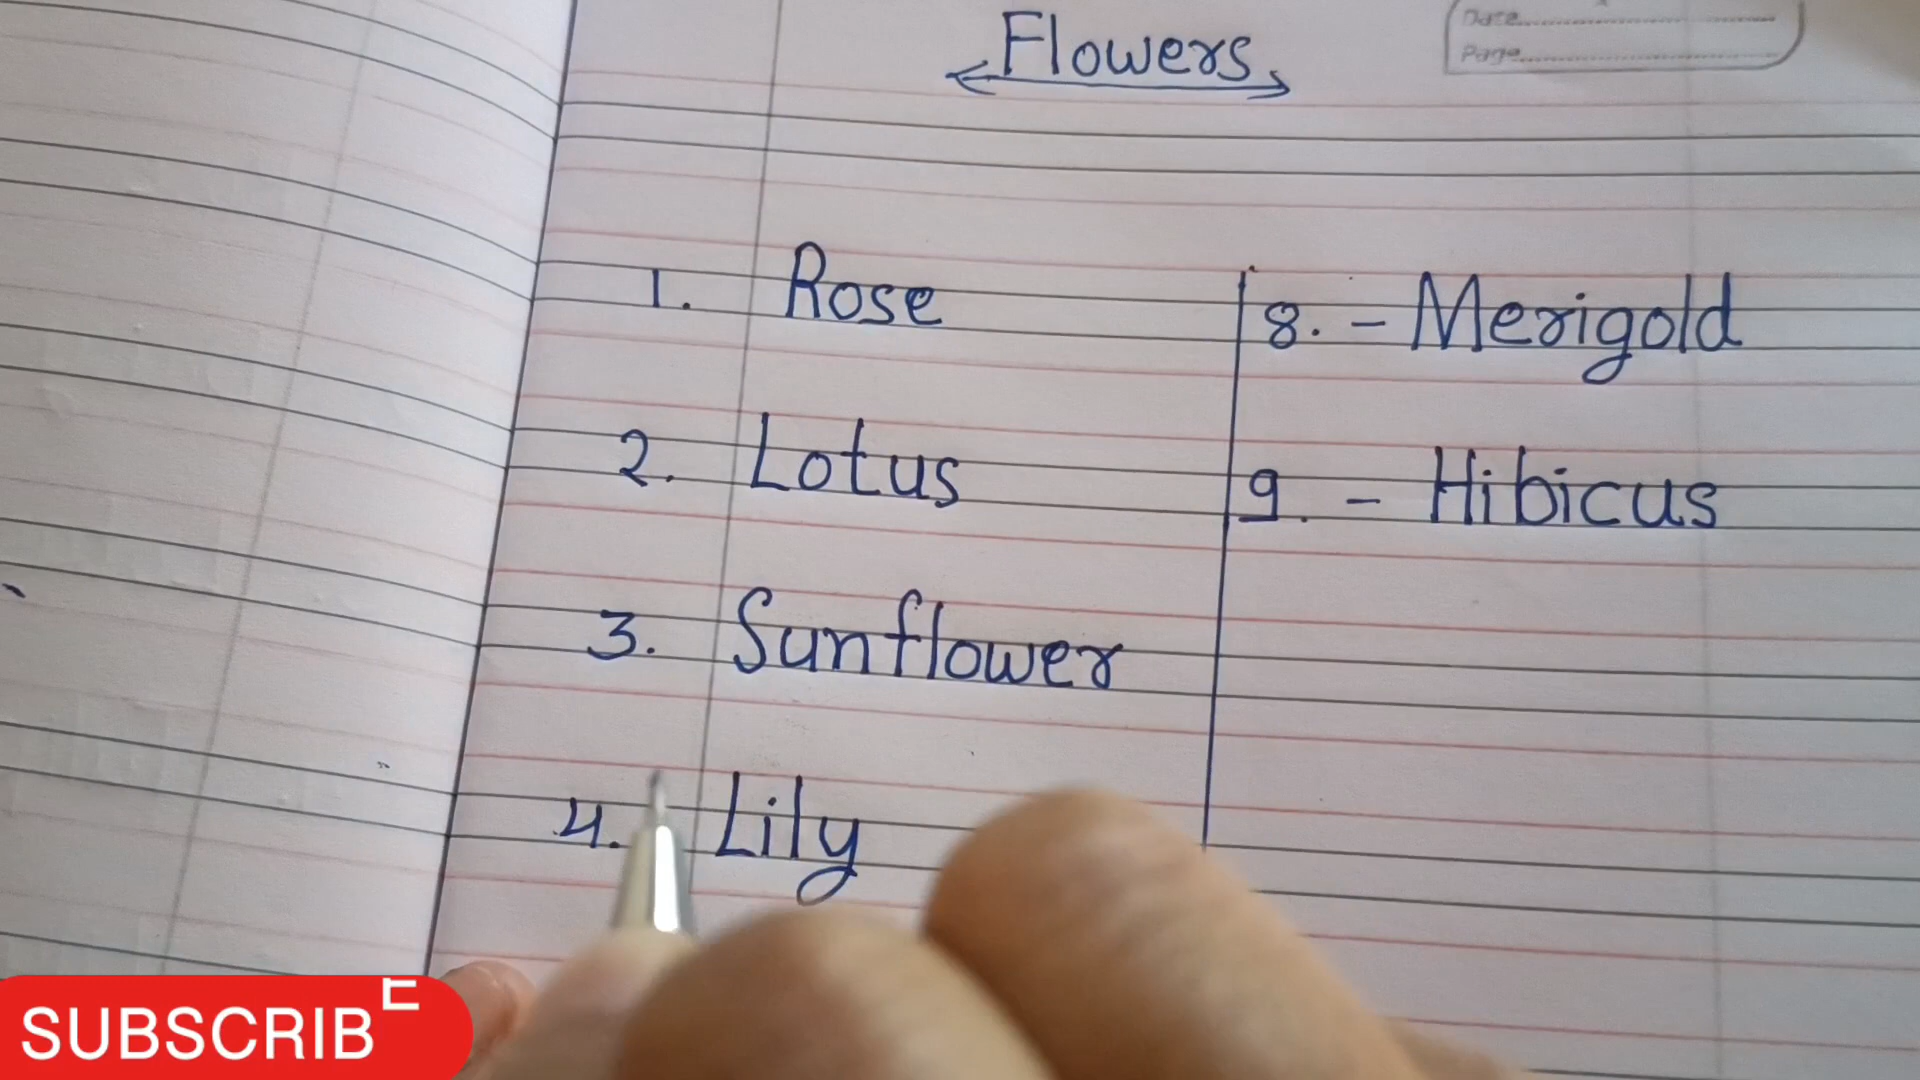 Flowers
Date
Page
1. Rose
2. Lotus
3. Sunflower
4. Lily
8. - Merigold
9. - Hibicus
SUBSCRIBE